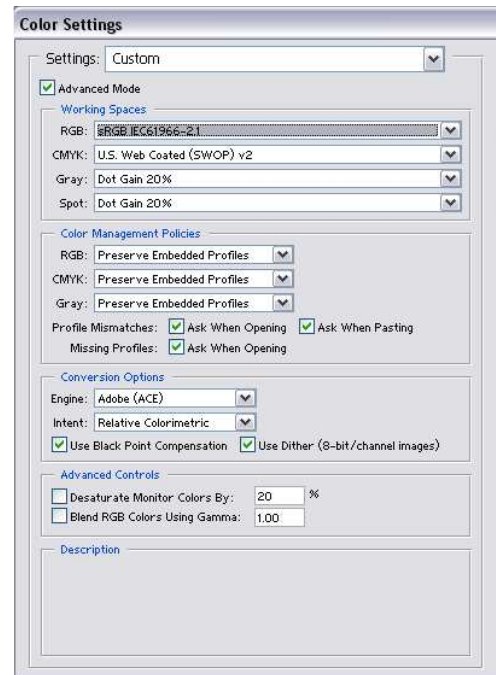 Color Settings
Settings: Custom
Advanced Mode
Working Spaces
RGB: sRGB IEC61966-2.1
CMYK: U.S. Web Coated (SWOP) v2
Gray: Dot Gain 20%
Spot: Dot Gain 20%
Color Management Policies
RGB: Preserve Embedded Profiles
CMYK: Preserve Embedded Profiles
Gray: Preserve Embedded Profiles
Profile Mismatches: Ask When Opening Ask When Pasting
Missing Profiles: Ask When Opening
Conversion Options
Engine: Adobe (ACE)
Intent: Relative Colorimetric
Use Black Point Compensation Use Dither (8-bit/channel images)
Advanced Controls
Desaturate Monitor Colors By: 20 %
Blend RGB Colors Using Gamma: 1.00
Description